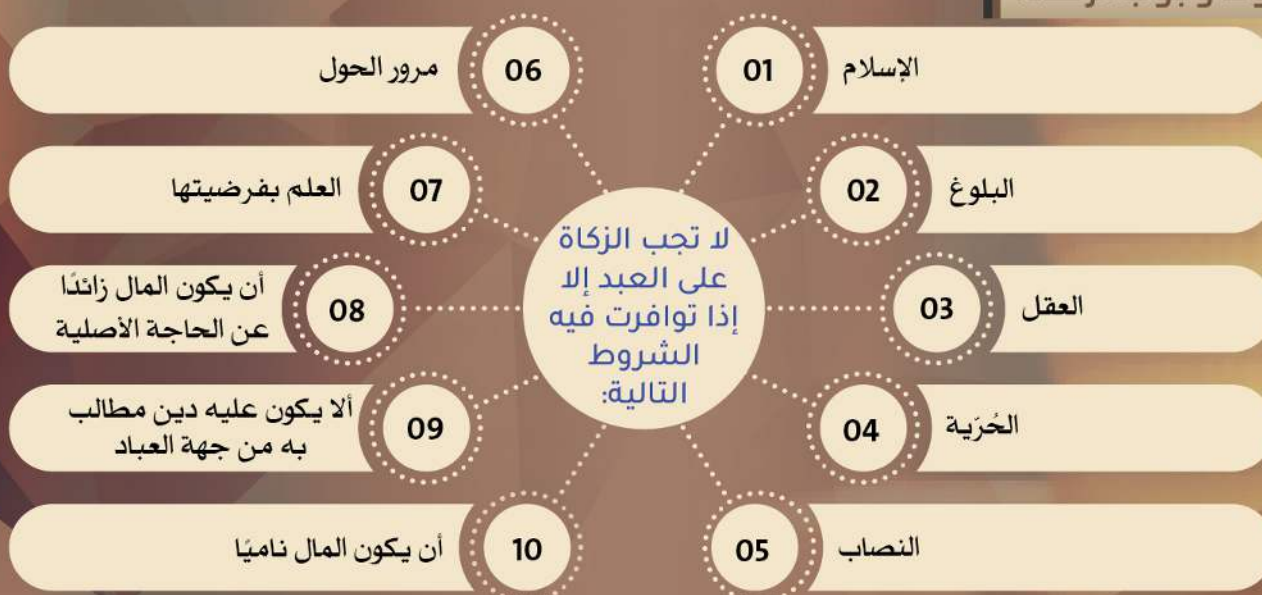 لا تجب الزكاة
على العبد إلا
إذا توافرت فيه
الشروط
التالية:
01
الإسلام
02
البلوغ
03
العقل
04
الحُرّية
05
النصاب
06
مرور الحول
07
العلم بفرضيتها
08
أن يكون المال زائدًا
عن الحاجة الأصلية
09
ألا يكون عليه دين مطالب
به من جهة العباد
10
أن يكون المال ناميًا